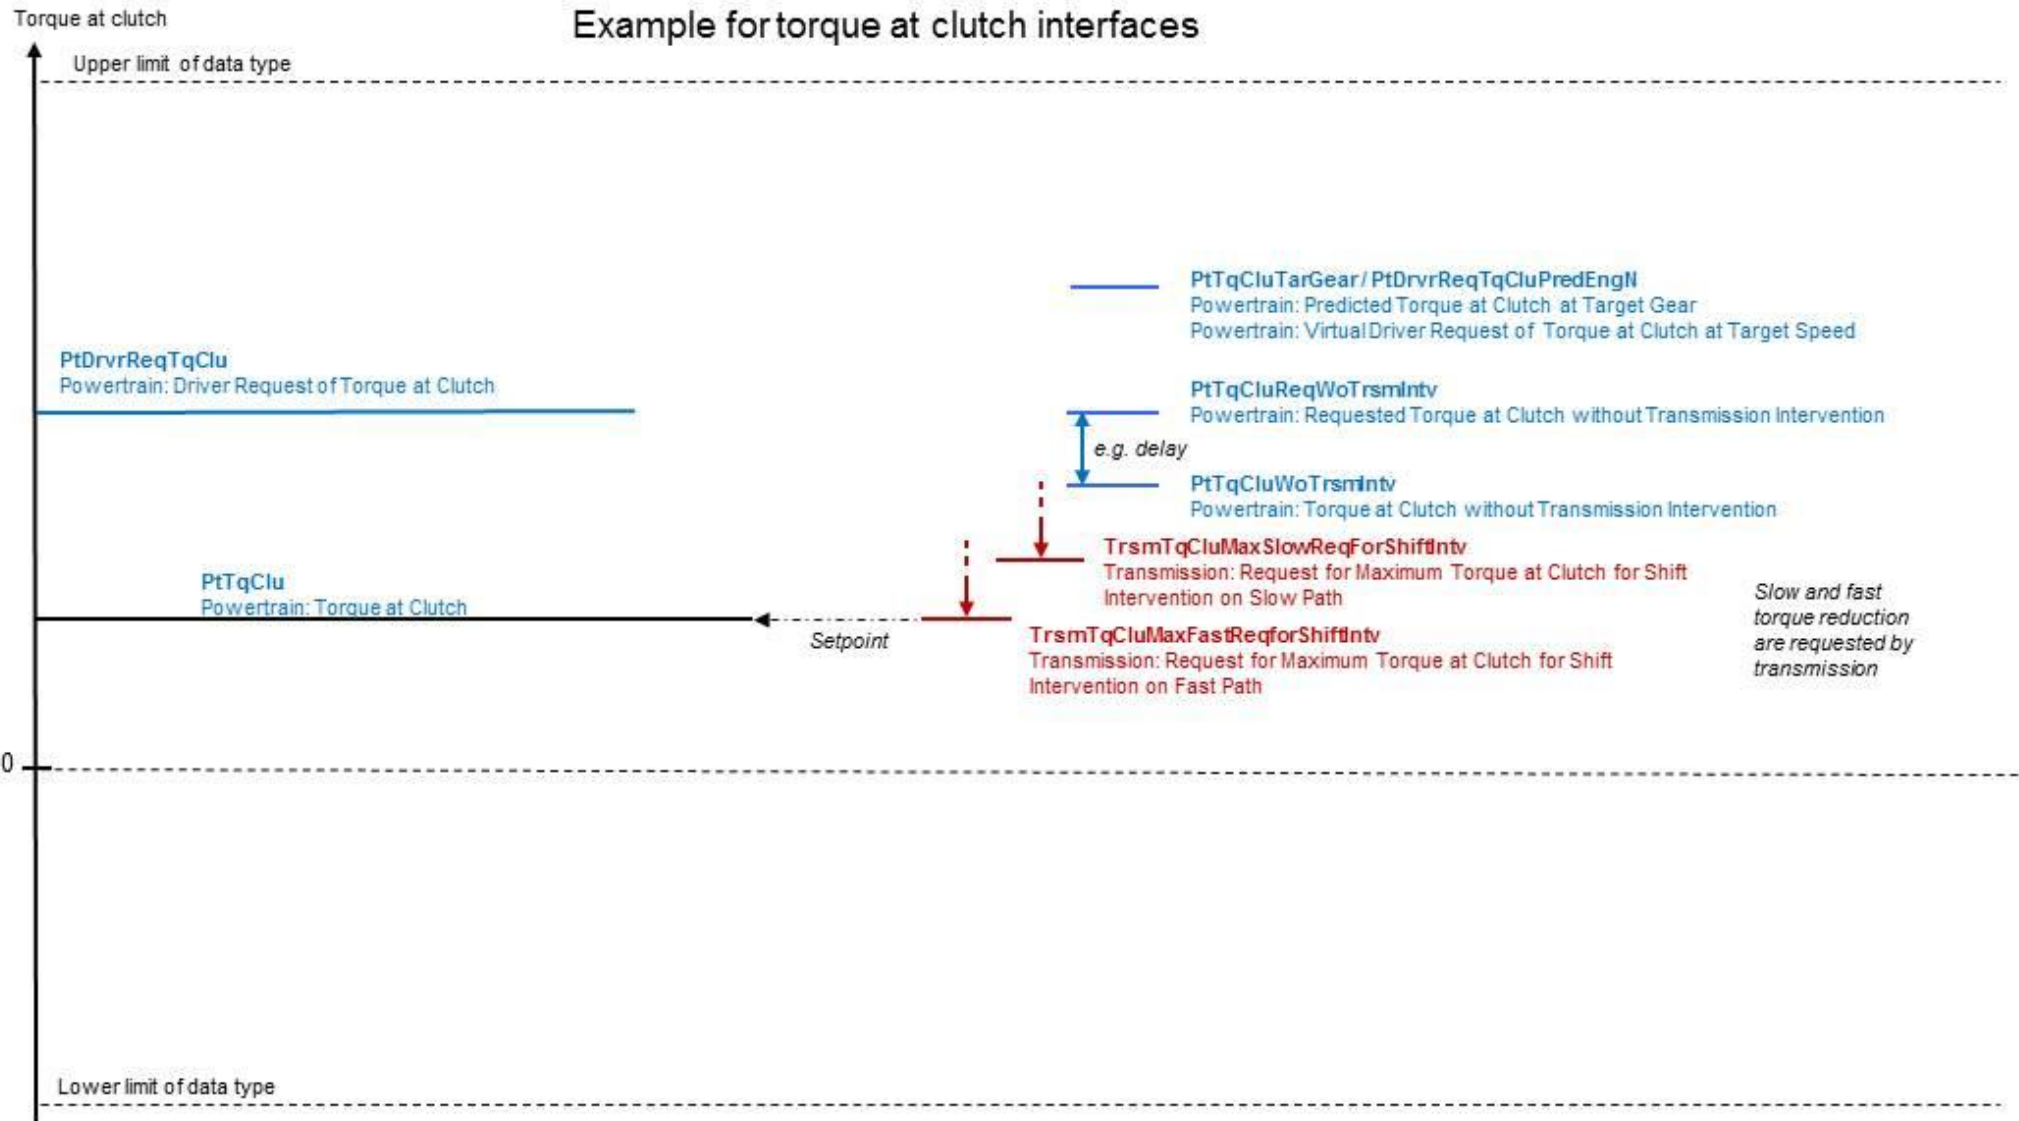 Torque at clutch
Example for torque at clutch interfaces
Upper limit of data type
PtTqCluTarGear / PtDrvrReqTqCluPredEngN
Powertrain: Predicted Torque at Clutch at Target Gear
Powertrain: Virtual Driver Request of Torque at Clutch at Target Speed
PtDrvrReqTqClu
Powertrain: Driver Request of Torque at Clutch
PtTqCluReqWoTrsmIntv
Powertrain: Requested Torque at Clutch without Transmission Intervention
e.g. delay
PtTqCluWoTrsmIntv
Powertrain: Torque at Clutch without Transmission Intervention
TrsmTqCluMaxSlowReqForShiftIntv
Transmission: Request for Maximum Torque at Clutch for Shift
Intervention on Slow Path
PtTqClu
Powertrain: Torque at Clutch
Setpoint
TrsmTqCluMaxFastReqforShiftIntv
Transmission: Request for Maximum Torque at Clutch for Shift
Intervention on Fast Path
Slow and fast
torque reduction
are requested by
transmission
0
Lower limit of data type